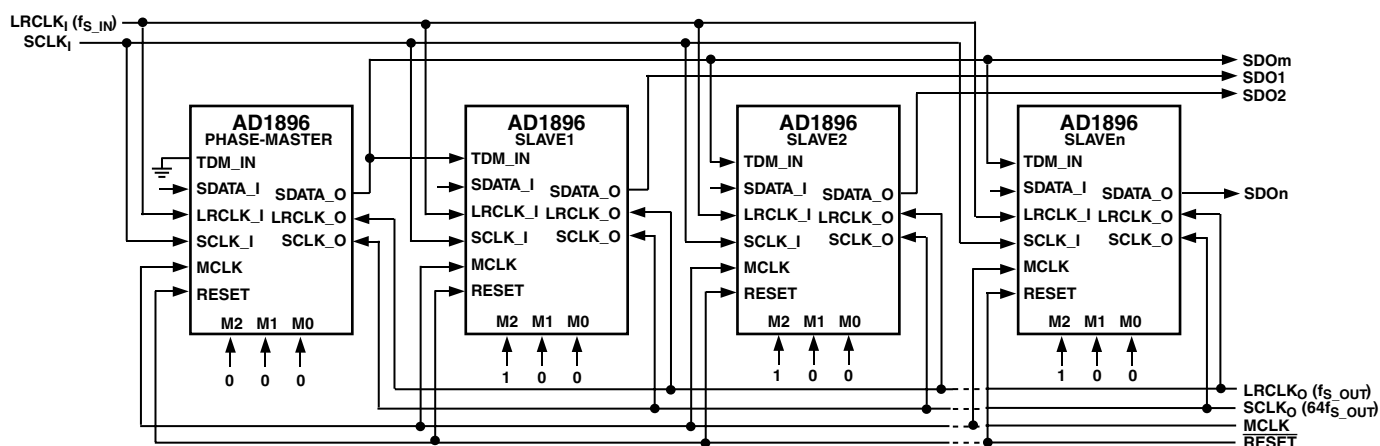 LRCLKI (fS_IN)
SCLKI
SDOm
SDO1
SDO2
AD1896
PHASE-MASTER
TDM_IN
SDATA_I
SDATA_O
LRCLK_I
LRCLK_O
SCLK_I
SCLK_O
MCLK
RESET
M2 M1 M0
0 0 0
AD1896
SLAVE1
TDM_IN
SDATA_I
SDATA_O
LRCLK_I
LRCLK_O
SCLK_I
SCLK_O
MCLK
RESET
M2 M1 M0
1 0 0
AD1896
SLAVE2
TDM_IN
SDATA_I
SDATA_O
LRCLK_I
LRCLK_O
SCLK_I
SCLK_O
MCLK
RESET
M2 M1 M0
1 0 0
AD1896
SLAVEn
TDM_IN
SDATA_I
SDATA_O
LRCLK_I
LRCLK_O
SCLK_I
SCLK_O
MCLK
RESET
M2 M1 M0
1 0 0
SDOn
LRCLKO (fS_OUT)
SCLKO (64fS_OUT)
MCLK
RESET